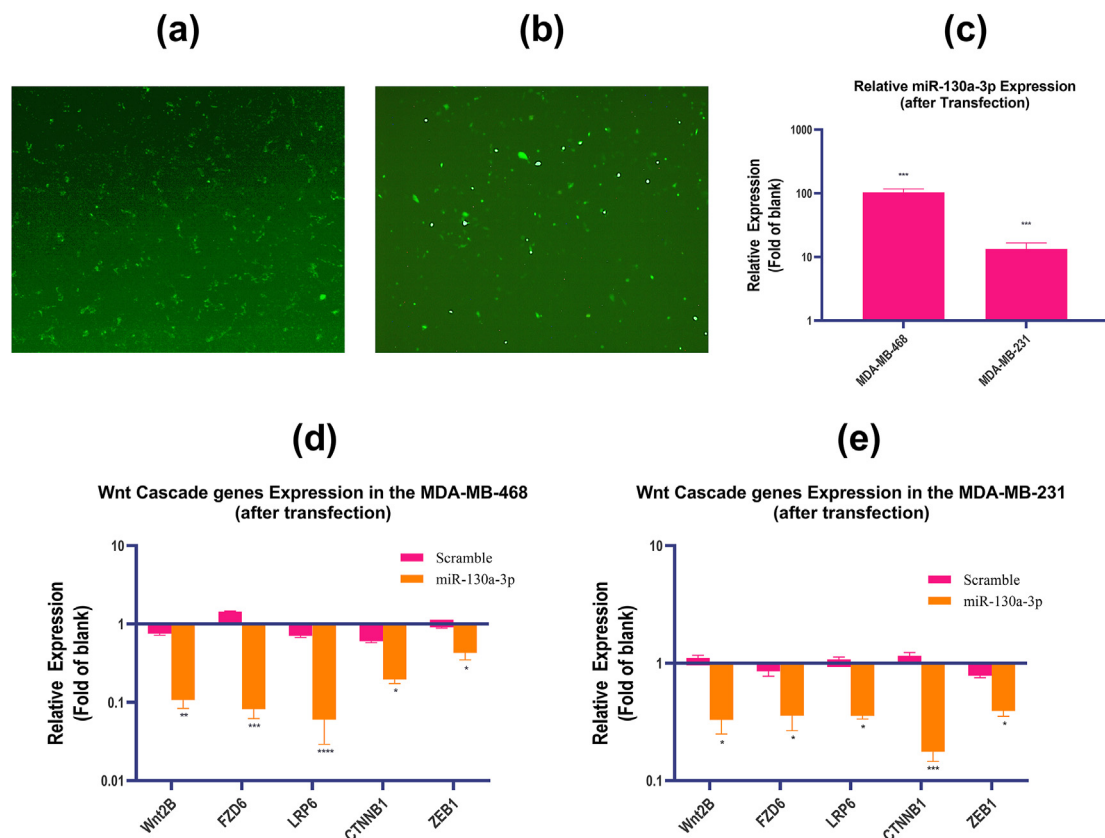 (a)
(b)
(c)
Relative miR-130a-3p Expression
(after Transfection)
Relative Expression
(Fold of blank)
1000
100
10
1
***
***
MDA-MB-468
MDA-MB-231
(d)
Wnt Cascade genes Expression in the MDA-MB-468
(after transfection)
Relative Expression
(Fold of blank)
10
1
0.1
0.01
Scramble
miR-130a-3p
**
***
****
*
*
Wnt2B
FZD6
LRP6
CTNNB1
ZEB1
(e)
Wnt Cascade genes Expression in the MDA-MB-231
(after transfection)
Relative Expression
(Fold of blank)
10
1
0.1
Scramble
miR-130a-3p
*
*
*
***
*
Wnt2B
FZD6
LRP6
CTNNB1
ZEB1